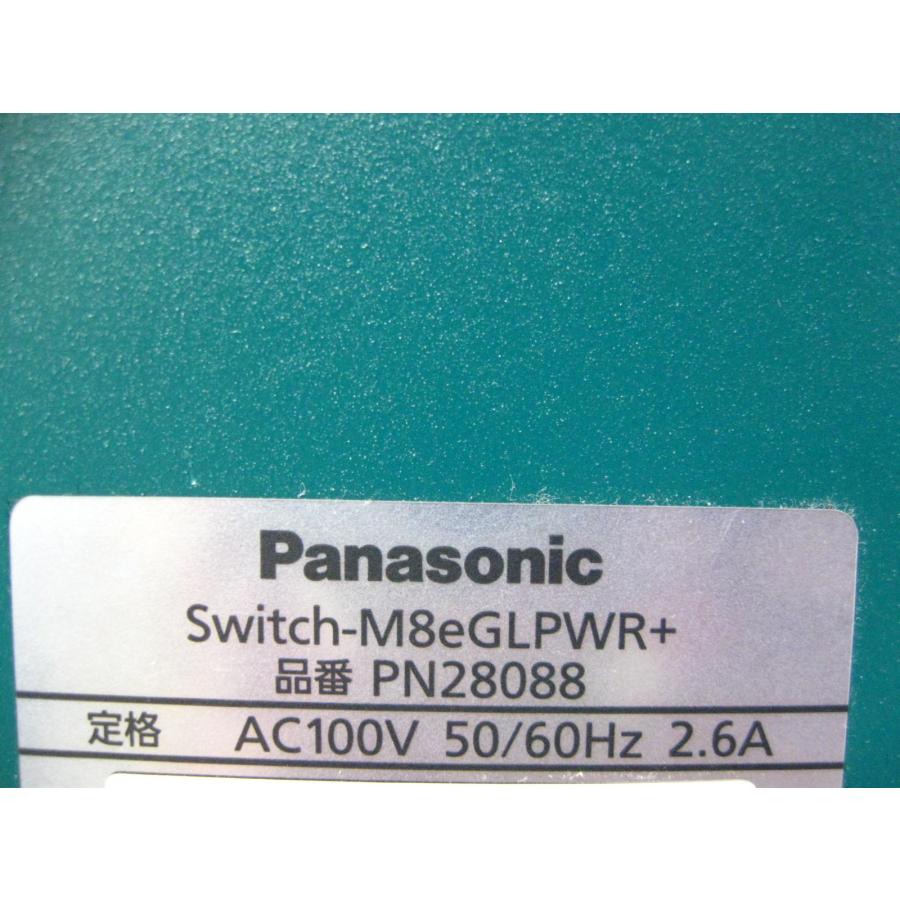 Panasonic
Switch-M8eGLPWR+
品番 PN28088
定格 AC100V 50/60Hz 2.6A